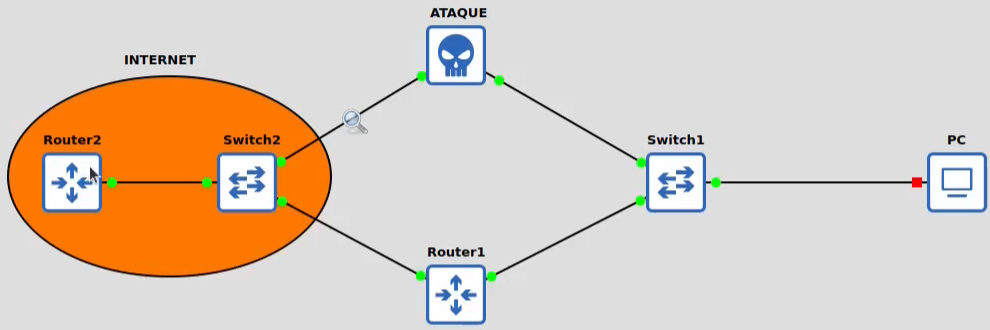 ATAQUE
INTERNET
Router2
Switch2
Switch1
PC
Router1